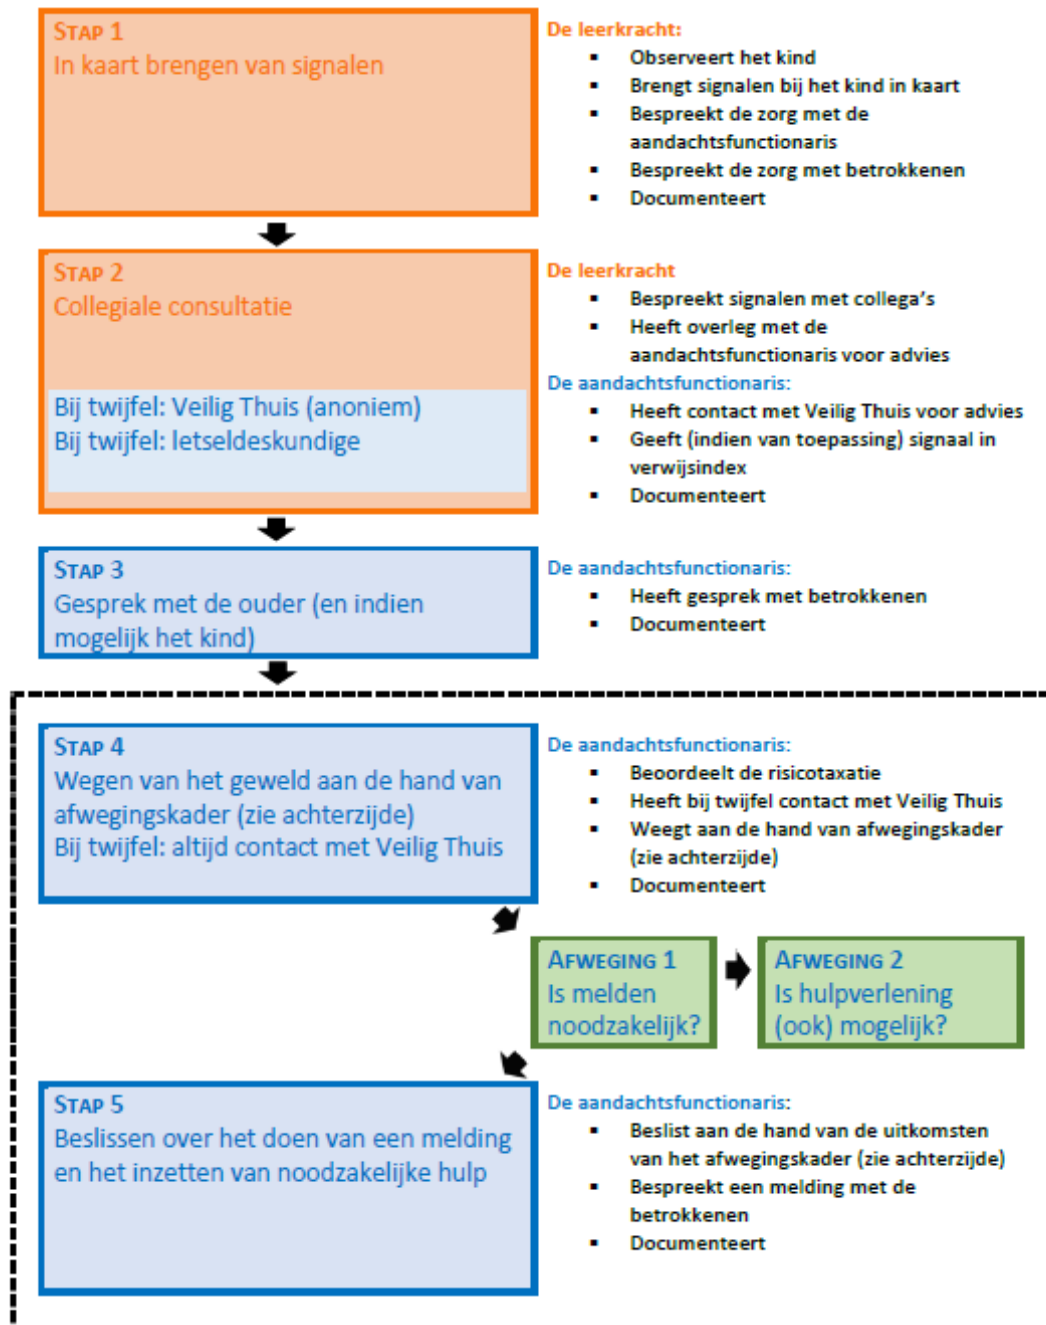 STAP 1
In kaart brengen van signalen
De leerkracht:
▪ Observeert het kind
▪ Brengt signalen bij het kind in kaart
▪ Bespreekt de zorg met de
aandachtsfunctionaris
▪ Bespreekt de zorg met betrokkenen
▪ Documenteert
STAP 2
Collegiale consultatie
Bij twijfel: Veilig Thuis (anoniem)
Bij twijfel: letseldeskundige
De leerkracht
▪ Bespreekt signalen met collega's
▪ Heeft overleg met de
aandachtsfunctionaris voor advies
De aandachtsfunctionaris:
▪ Heeft contact met Veilig Thuis voor advies
▪ Geeft (indien van toepassing) signaal in
verwijsindex
▪ Documenteert
STAP 3
Gesprek met de ouder (en indien
mogelijk het kind)
De aandachtsfunctionaris:
▪ Heeft gesprek met betrokkenen
▪ Documenteert
STAP 4
Wegen van het geweld aan de hand van
afwegingskader (zie achterzijde)
Bij twijfel: altijd contact met Veilig Thuis
De aandachtsfunctionaris:
▪ Beoordeelt de risicotaxatie
▪ Heeft bij twijfel contact met Veilig Thuis
▪ Weegt aan de hand van afwegingskader
(zie achterzijde)
▪ Documenteert
AFWEGING 1
Is melden
noodzakelijk?
AFWEGING 2
Is hulpverlening
(ook) mogelijk?
STAP 5
Beslissen over het doen van een melding
en het inzetten van noodzakelijke hulp
De aandachtsfunctionaris:
▪ Beslist aan de hand van de uitkomsten
van het afwegingskader (zie achterzijde)
▪ Bespreekt een melding met de
betrokkenen
▪ Documenteert